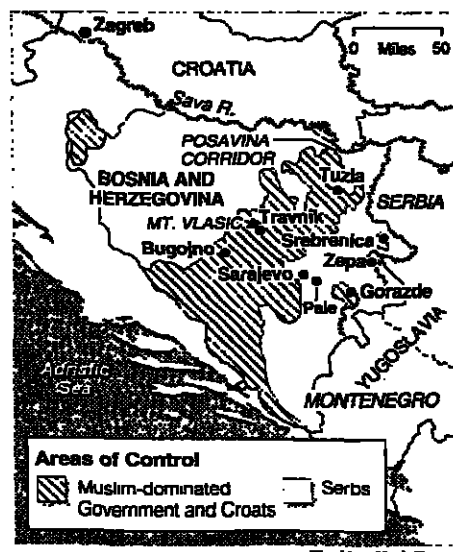 Zagreb
0 Miles 50
CROATIA
Sava R.
POSAVINA
CORRIDOR
Tuzla
BOSNIA AND
HERZEGOVINA
SERBIA
MT. VLASIC
Travnik
Srebrenica
Bugojno
Zepa
Sarajevo
Gorazde
Pale
YUGOSLAVIA
Adriatic
Sea
MONTENEGRO
Areas of Control
Muslim-dominated
Government and Croats
Serbs